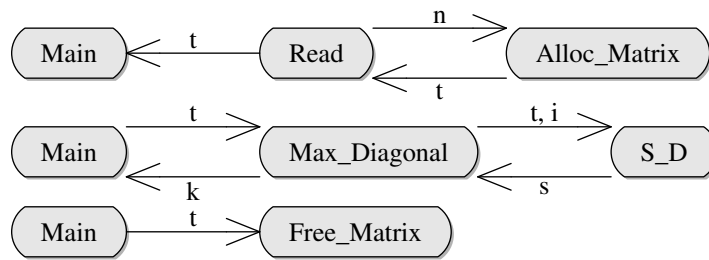 n
t
Main Read Alloc_Matrix
t
t t, i
Main Max_Diagonal S_D
k s
t
Main Free_Matrix